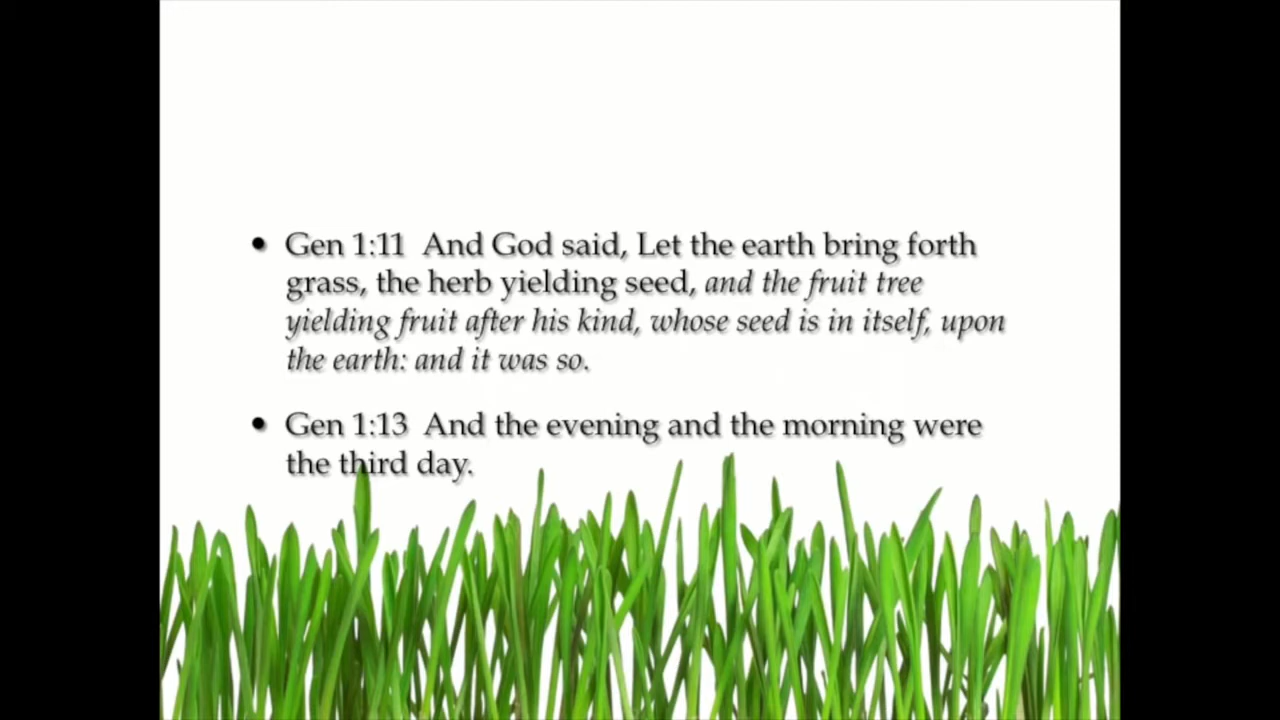 • Gen 1:11 And God said, Let the earth bring forth
grass, the herb yielding seed, and the fruit tree
yielding fruit after his kind, whose seed is in itself, upon
the earth: and it was so.
• Gen 1:13 And the evening and the morning were
the third day.